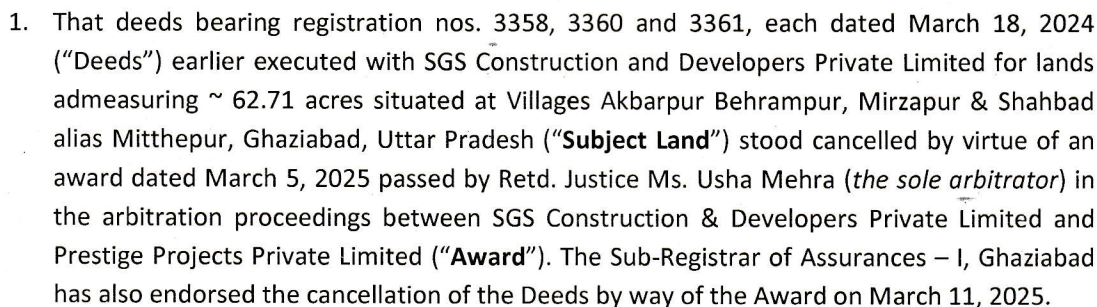 1. That deeds bearing registration nos. 3358, 3360 and 3361, each dated March 18, 2024
("Deeds") earlier executed with SGS Construction and Developers Private Limited for lands
admeasuring ~ 62.71 acres situated at Villages Akbarpur Behrampur, Mirzapur & Shahbad
alias Mitthepur, Ghaziabad, Uttar Pradesh ("Subject Land") stood cancelled by virtue of an
award dated March 5, 2025 passed by Retd. Justice Ms. Usha Mehra (the sole arbitrator) in
the arbitration proceedings between SGS Construction & Developers Private Limited and
Prestige Projects Private Limited ("Award"). The Sub-Registrar of Assurances – I, Ghaziabad
has also endorsed the cancellation of the Deeds by way of the Award on March 11, 2025.